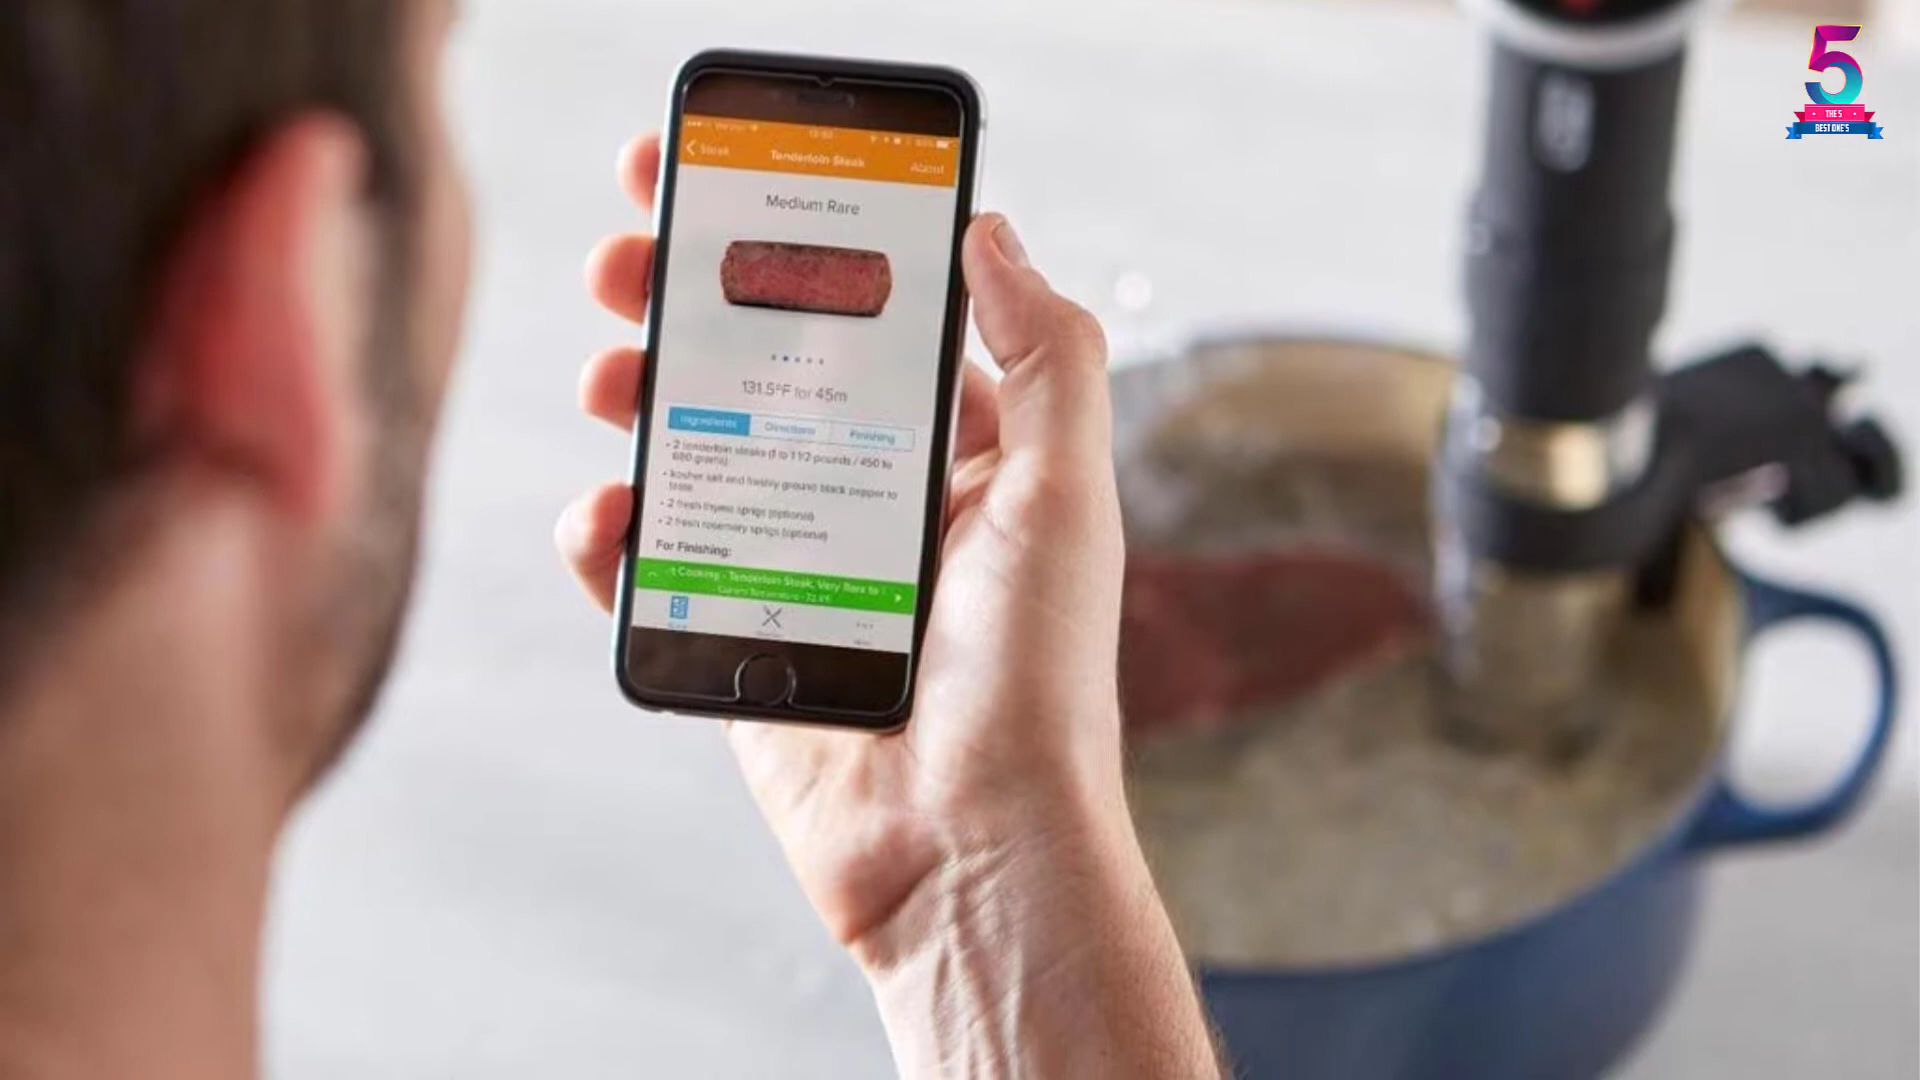 Steak
Tenderloin Steak
About
Medium Rare
131.5°F for 45m
Ingredients
Directions
Finishing
• 2 tenderloin steaks (1 to 1 1/2 pounds / 450 to
680 grams)
• kosher salt and freshly ground black pepper to
taste
• 2 fresh thyme sprigs (optional)
• 2 fresh rosemary sprigs (optional)
For Finishing:
Cooking - Tenderloin Steak, Very Rare to
Current Temperature -
5
THE 5
BEST ONE'S